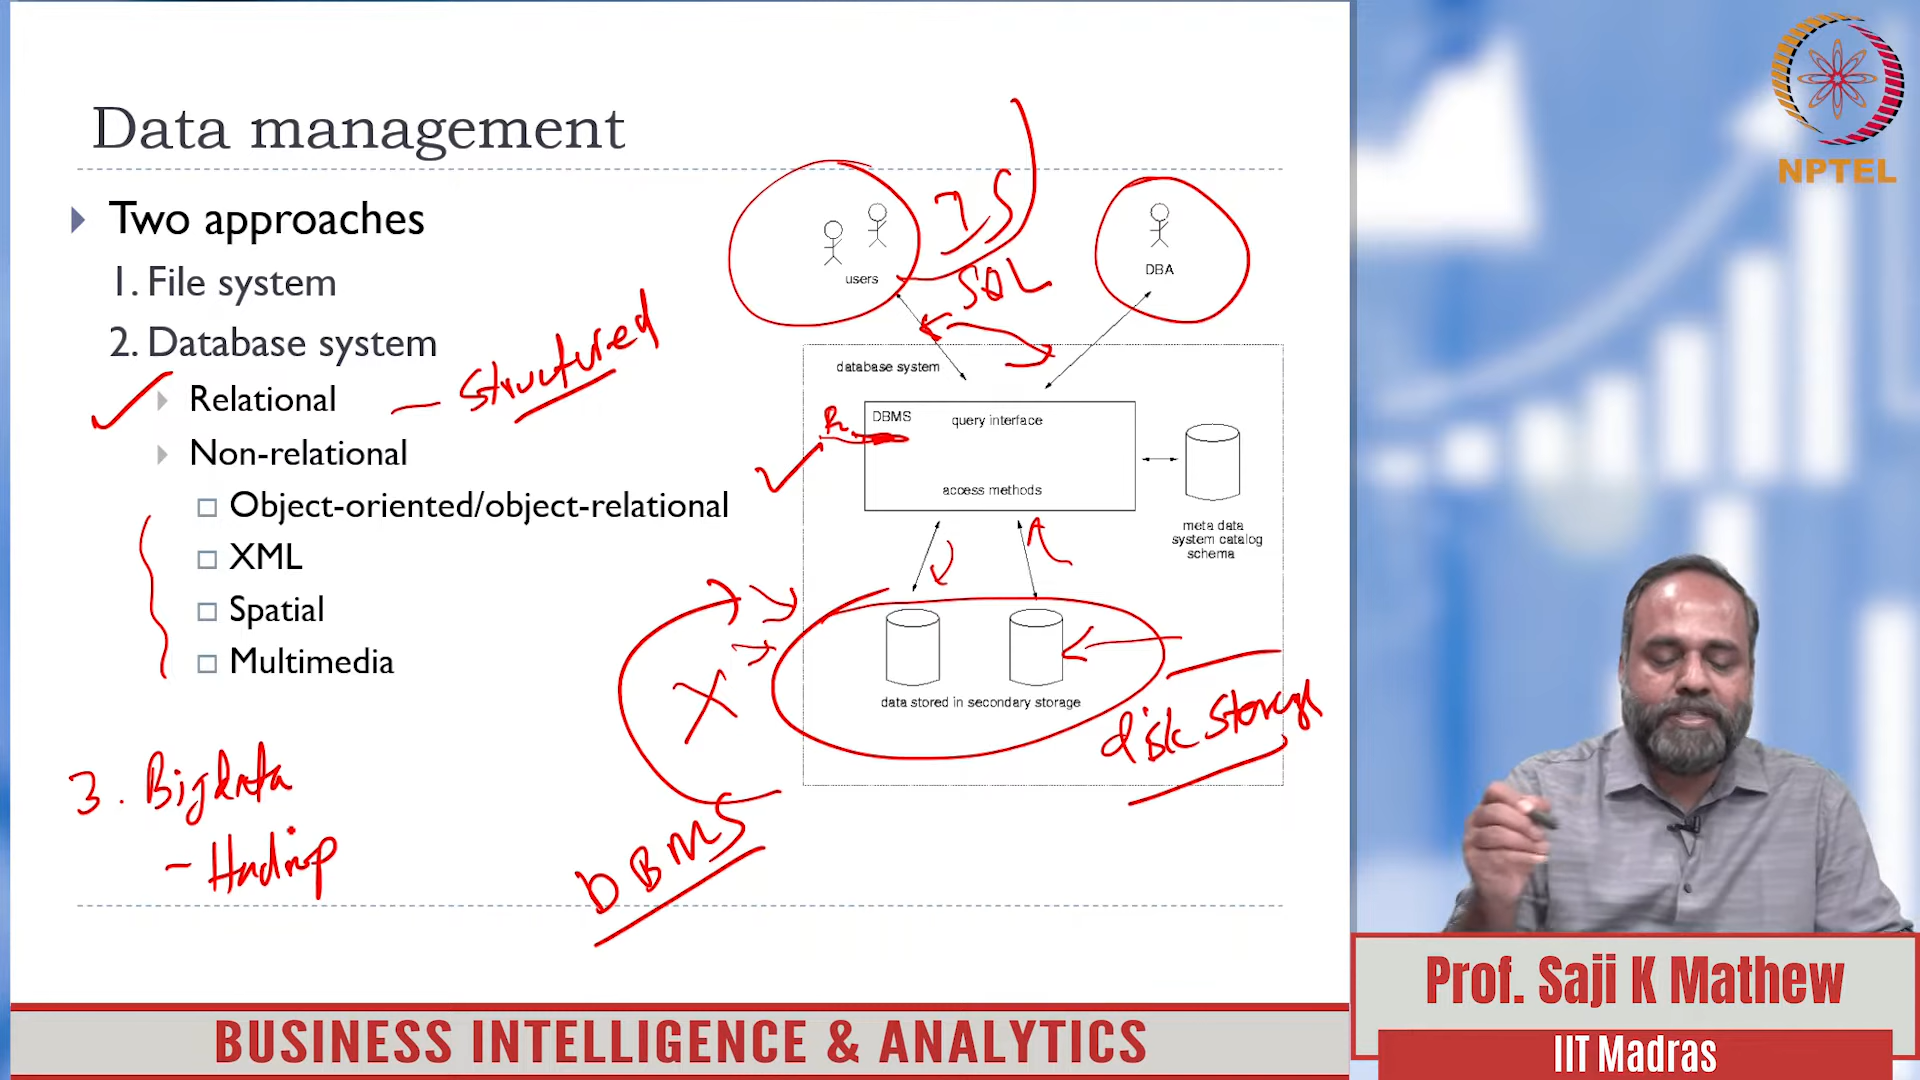 Data management
Two approaches
1. File system
2. Database system
Structured
Relational
Non-relational
Object-oriented/object-relational
XML
Spatial
Multimedia
3. Bigdata
- Hadoop
IS
users
SQL
DBA
database system
R
DBMS
query interface
access methods
meta data
system catalog
schema
data stored in secondary storage
disk storage
DBMS
NPTEL
Prof. Saji K Mathew
IIT Madras
BUSINESS INTELLIGENCE & ANALYTICS